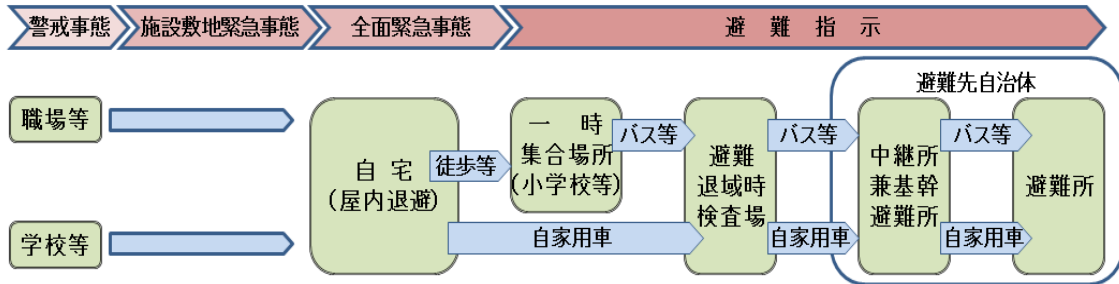 警戒事態
施設敷地緊急事態
全面緊急事態
避難指示
避難先自治体
職場等
学校等
自宅
(屋内退避)
徒歩等
一時
集合場所
(小学校等)
バス等
自家用車
避難
退域時
検査場
バス等
自家用車
中継所
兼基幹
避難所
バス等
自家用車
避難所